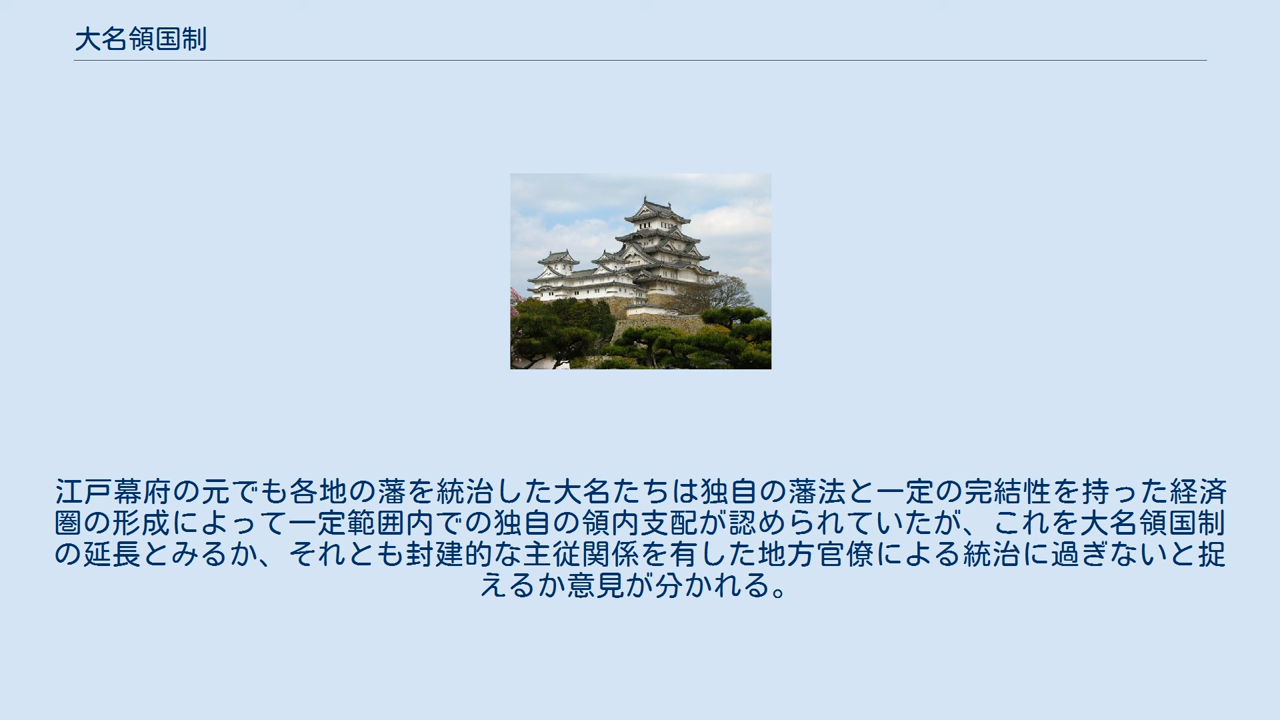 大名領国制
江戸幕府の元でも各地の藩を統治した大名たちは独自の藩法と一定の完結性を持った経済
圏の形成によって一定範囲内での独自の領内支配が認められていたが、これを大名領国制
の延長とみるか、それとも封建的な主従関係を有した地方官僚による統治に過ぎないと捉
えるか意見が分かれる。